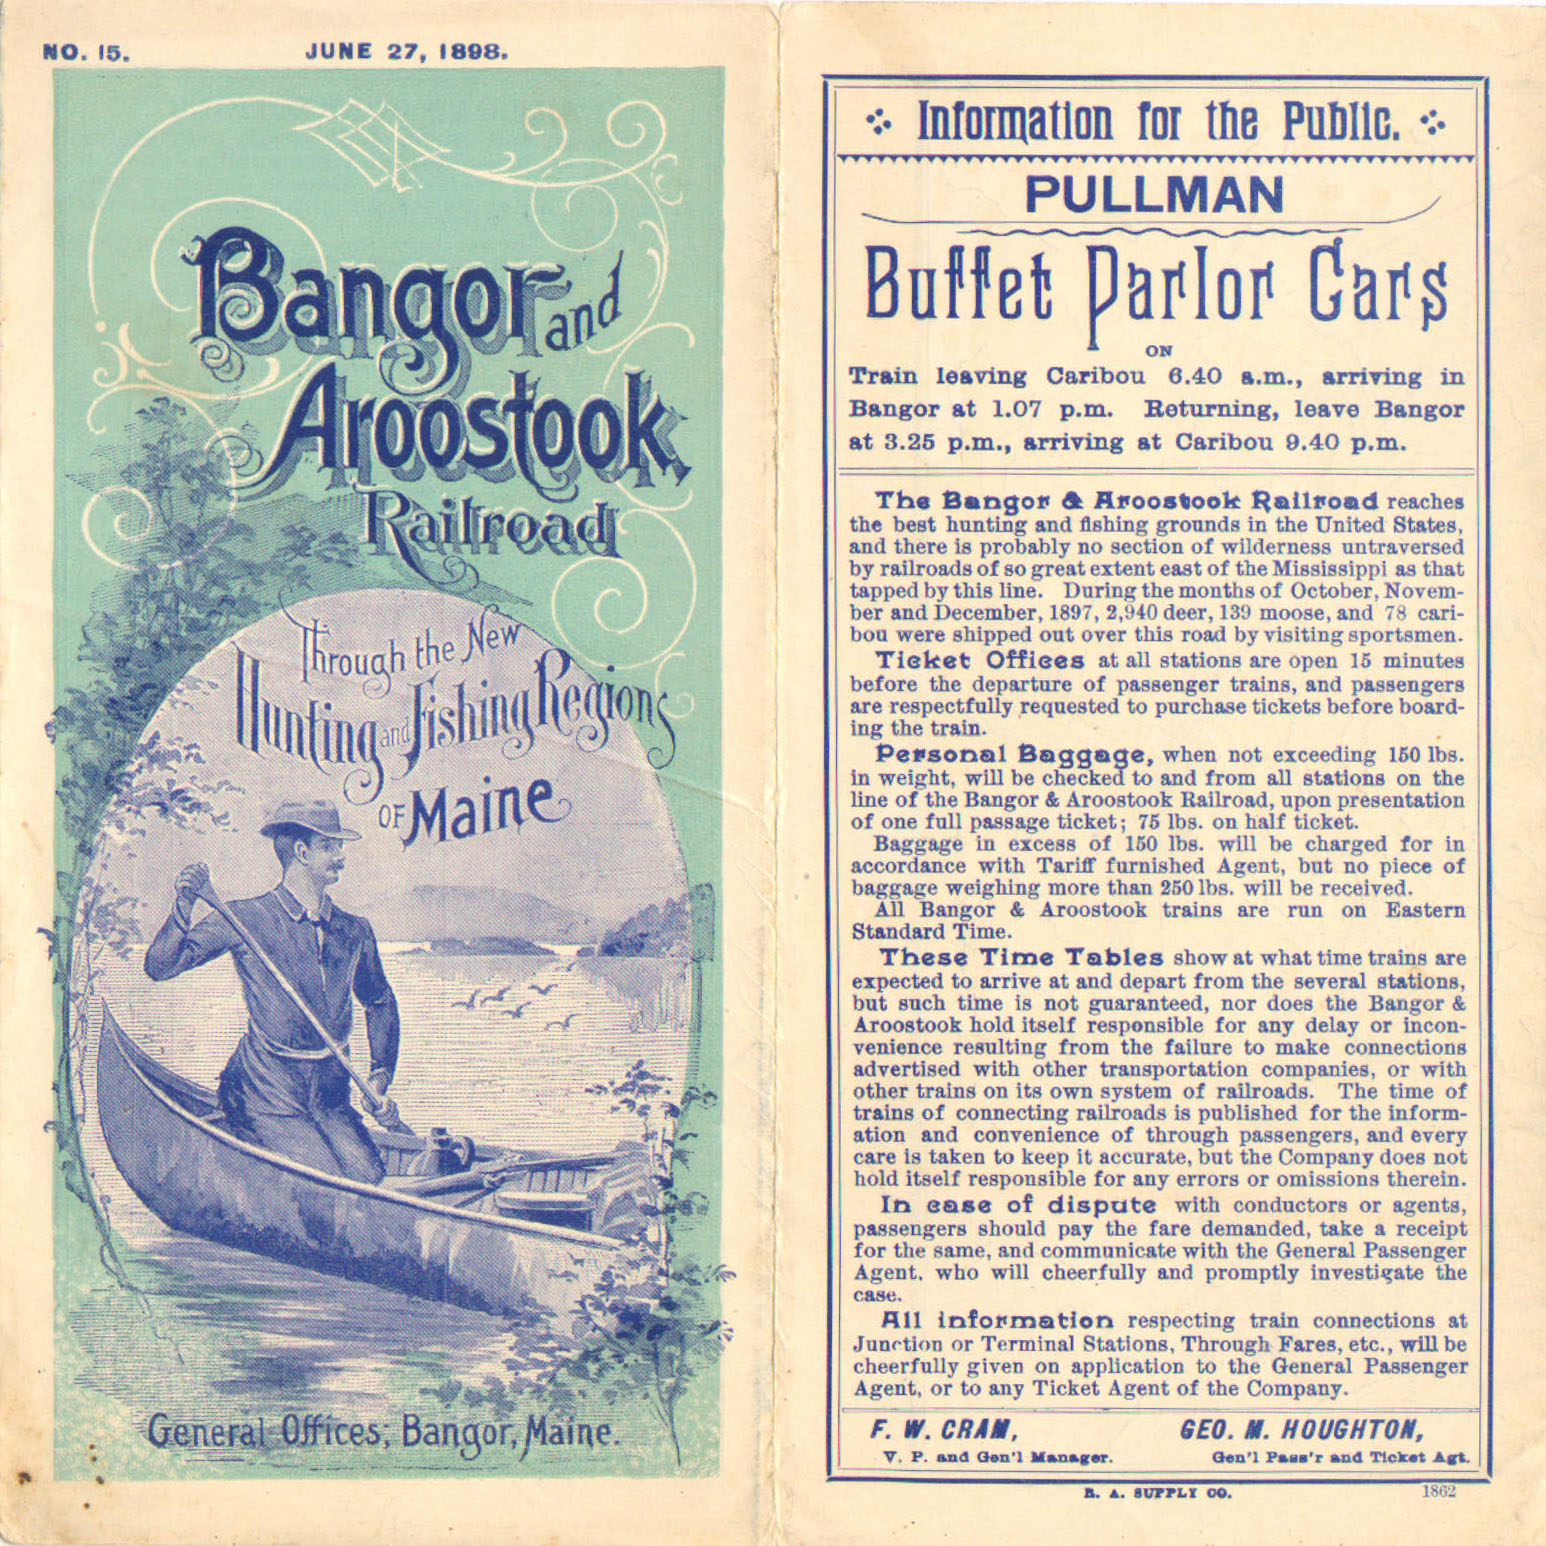 NO. 15. JUNE 27, 1898.
Bangor and
Aroostook
Railroad
Through the New
Hunting and Fishing Regions
OF Maine
General Offices, Bangor, Maine.
Information for the Public.
PULLMAN
Buffet Parlor Cars
ON
Train leaving Caribou 6.40 a.m., arriving in
Bangor at 1.07 p.m. Returning, leave Bangor
at 3.25 p.m., arriving at Caribou 9.40 p.m.
The Bangor & Aroostook Railroad reaches
the best hunting and fishing grounds in the United States,
and there is probably no section of wilderness untraversed
by railroads of so great extent east of the Mississippi as that
tapped by this line. During the months of October, Novem-
ber and December, 1897, 2,940 deer, 139 moose, and 78 cari-
bou were shipped out over this road by visiting sportsmen.
Ticket Offices at all stations are open 15 minutes
before the departure of passenger trains, and passengers
are respectfully requested to purchase tickets before board-
ing the train.
Personal Baggage, when not exceeding 150 lbs.
in weight, will be checked to and from all stations on the
line of the Bangor & Aroostook Railroad, upon presentation
of one full passage ticket; 75 lbs. on half ticket.
Baggage in excess of 150 lbs. will be charged for in
accordance with Tariff furnished Agent, but no piece of
baggage weighing more than 250 lbs. will be received.
All Bangor & Aroostook trains are run on Eastern
Standard Time.
These Time Tables show at what time trains are
expected to arrive at and depart from the several stations,
but such time is not guaranteed, nor does the Bangor &
Aroostook hold itself responsible for any delay or incon-
venience resulting from the failure to make connections
advertised with other transportation companies, or with
other trains on its own system of railroads. The time of
trains of connecting railroads is published for the inform-
ation and convenience of through passengers, and every
care is taken to keep it accurate, but the Company does not
hold itself responsible for any errors or omissions therein.
In case of dispute with conductors or agents,
passengers should pay the fare demanded, take a receipt
for the same, and communicate with the General Passenger
Agent, who will cheerfully and promptly investigate the
case.
All information respecting train connections at
Junction or Terminal Stations, Through Fares, etc., will be
cheerfully given on application to the General Passenger
Agent, or to any Ticket Agent of the Company.
F. W. CRAM, GEO. M. HOUGHTON,
V. P. and Gen'l Manager. Gen'l Pass'r and Ticket Agt.
R. A. SUPPLY CO. 1862